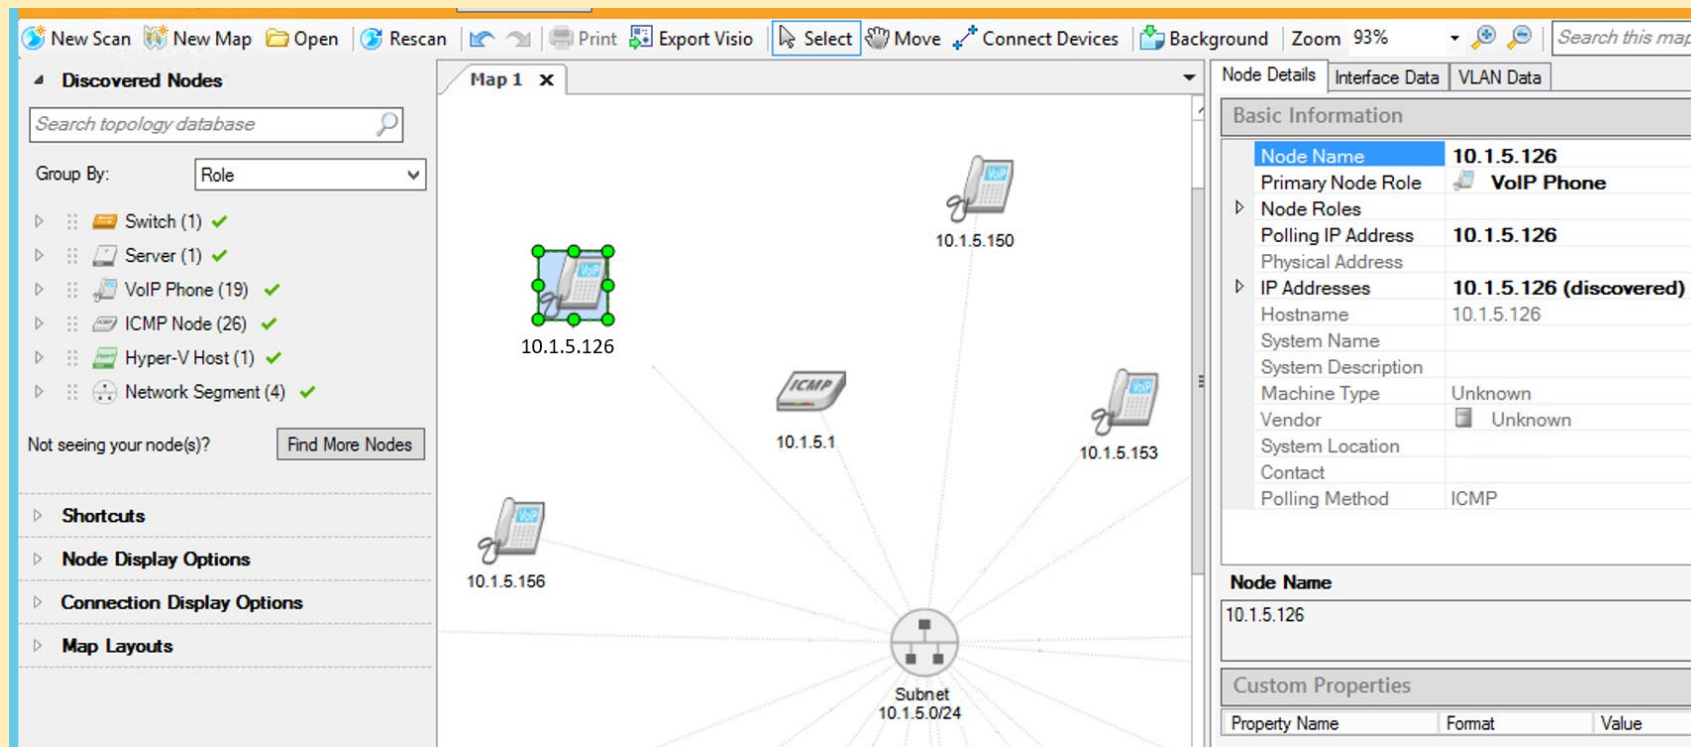 New Scan New Map Open Rescan Print Export Visio Select Move Connect Devices Background Zoom 93% Search this map
Discovered Nodes
Search topology database
Group By: Role
Switch (1)
Server (1)
VoIP Phone (19)
ICMP Node (26)
Hyper-V Host (1)
Network Segment (4)
Not seeing your node(s)? Find More Nodes
Shortcuts
Node Display Options
Connection Display Options
Map Layouts
Map 1
VoIP
10.1.5.150
VoIP
10.1.5.126
ICMP
10.1.5.1
VoIP
10.1.5.153
VoIP
10.1.5.156
Subnet
10.1.5.0/24
Node Details Interface Data VLAN Data
Basic Information
Node Name 10.1.5.126
Primary Node Role VoIP Phone
Node Roles
Polling IP Address 10.1.5.126
Physical Address
IP Addresses 10.1.5.126 (discovered)
Hostname 10.1.5.126
System Name
System Description
Machine Type Unknown
Vendor Unknown
System Location
Contact
Polling Method ICMP
Node Name
10.1.5.126
Custom Properties
Property Name Format Value